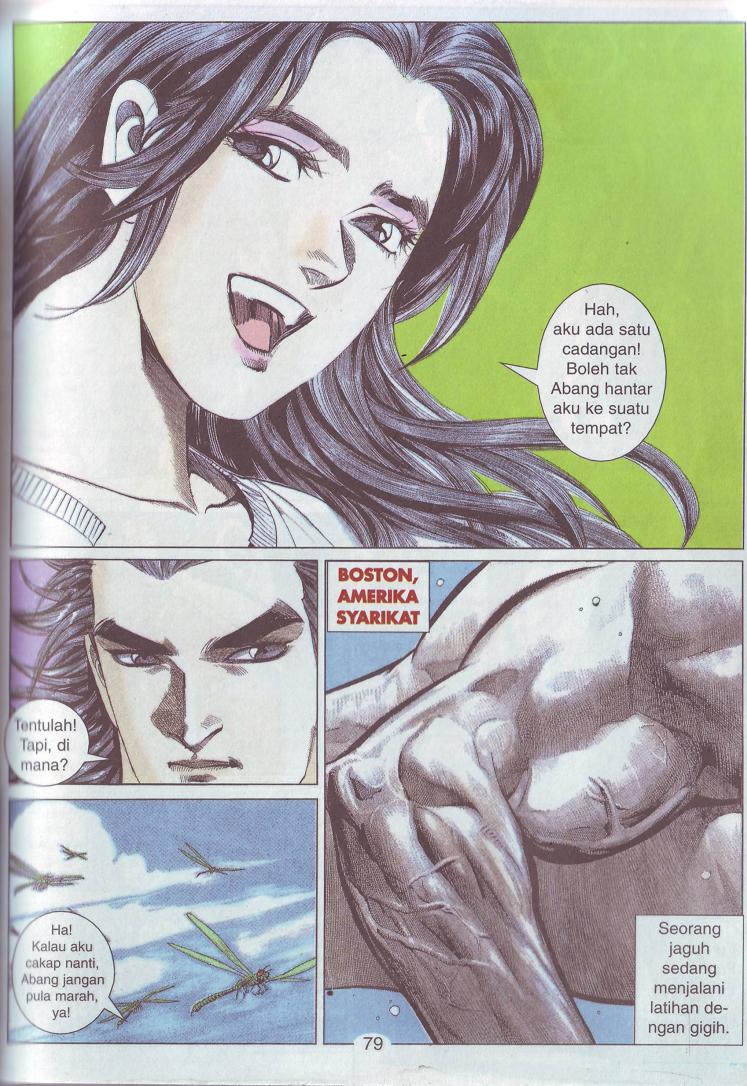 Hah,
aku ada satu
cadangan!
Boleh tak
Abang hantar
aku ke suatu
tempat?
Tentulah!
Tapi, di
mana?
BOSTON,
AMERIKA
SYARIKAT
Ha!
Kalau aku
cakap nanti,
Abang jangan
pula marah,
ya!
Seorang
jaguh
sedang
menjalani
latihan de-
ngan gigih.
79